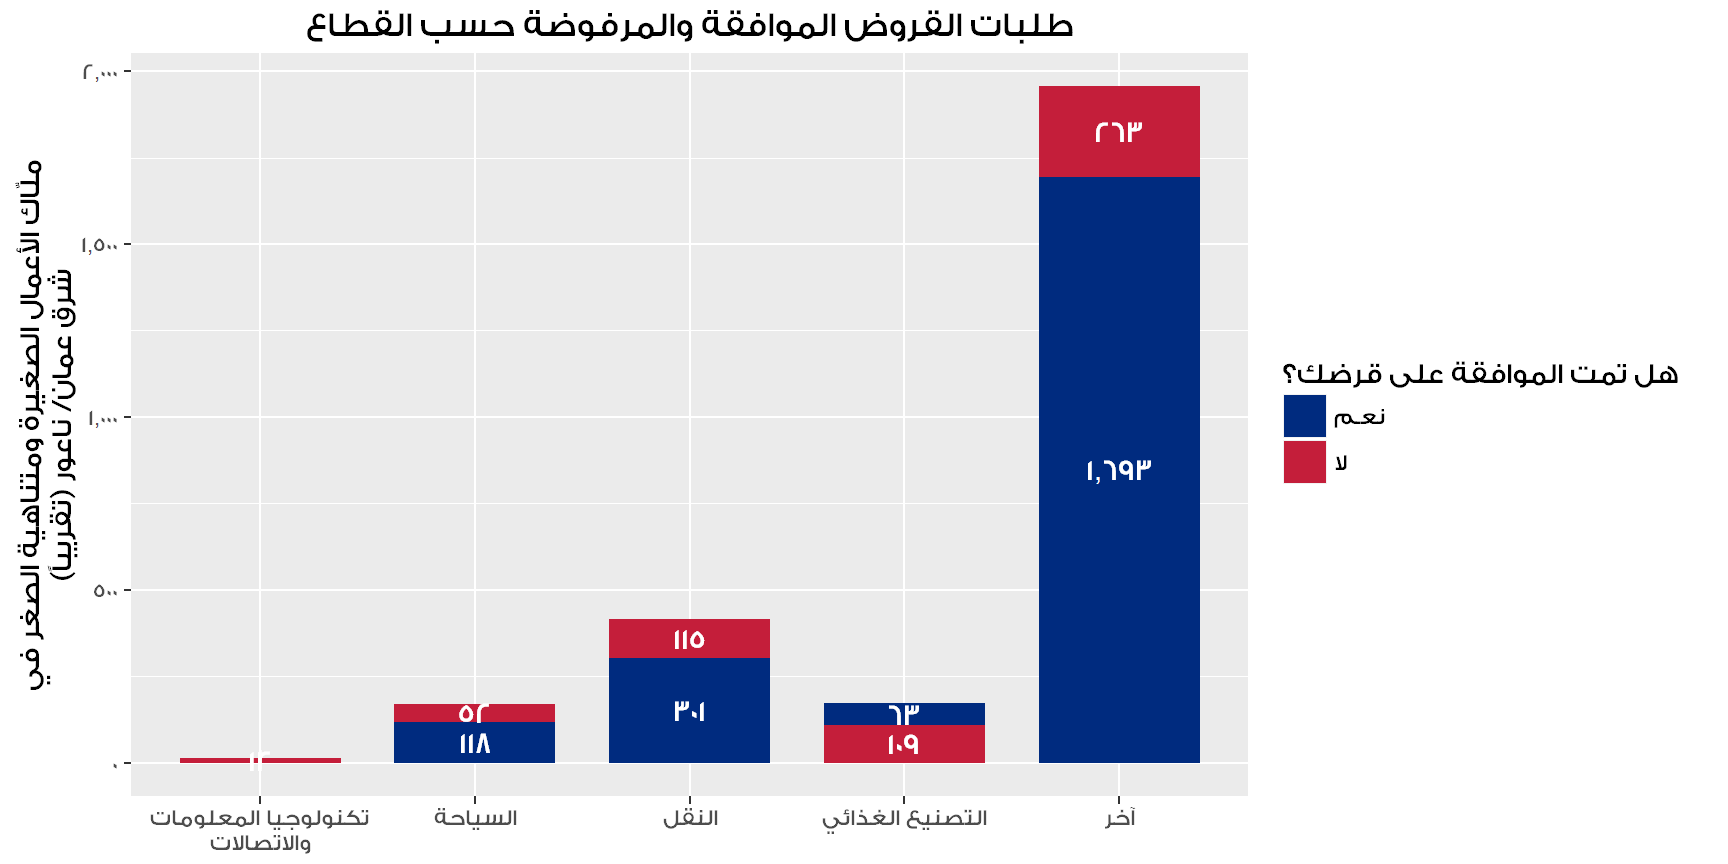 طلبات القروض الموافقة والمرفوضة حسب القطاع
ملّاك الأعمال الصغيرة ومتناهية الصغر في
شرق عمان/ ناعور (تقريباً)
٢,٠٠٠
١,٥٠٠
١,٠٠٠
٥٠٠
٠
٢٦٣
١,٦٩٣
٦٣
١٠٩
١١٥
٣٠١
٥٢
١١٨
تكنولوجيا المعلومات
والاتصالات
السياحة
النقل
التصنيع الغذائي
آخر
هل تمت الموافقة على قرضك؟
نعم
لا